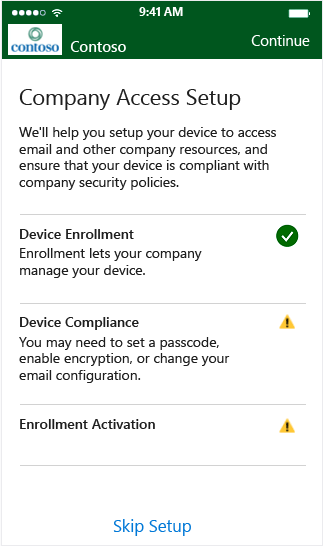 9:41 AM
contoso
Contoso
Continue
Company Access Setup
We'll help you setup your device to access
email and other company resources, and
ensure that your device is compliant with
company security policies.
Device Enrollment
Enrollment lets your company
manage your device.
Device Compliance
You may need to set a passcode,
enable encryption, or change your
email configuration.
Enrollment Activation
Skip Setup